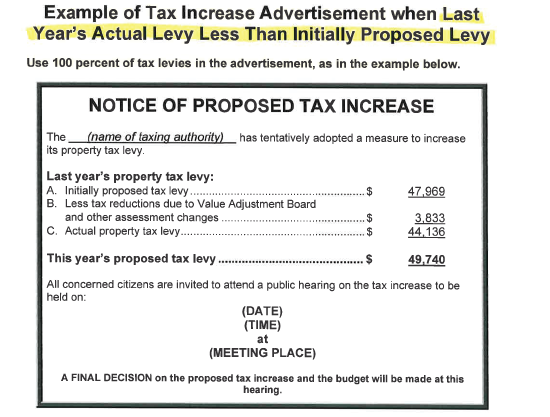 Example of Tax Increase Advertisement when Last
Year's Actual Levy Less Than Initially Proposed Levy
Use 100 percent of tax levies in the advertisement, as in the example below.
NOTICE OF PROPOSED TAX INCREASE
The (name of taxing authority) has tentatively adopted a measure to increase
its property tax levy.
Last year's property tax levy:
A. Initially proposed tax levy.......................................................... $ 47,969
B. Less tax reductions due to Value Adjustment Board
and other assessment changes ................................................ $ 3,833
C. Actual property tax levy............................................................. $ 44,136
This year's proposed tax levy ............................................. $ 49,740
All concerned citizens are invited to attend a public hearing on the tax increase to be
held on:
(DATE)
(TIME)
at
(MEETING PLACE)
A FINAL DECISION on the proposed tax increase and the budget will be made at this
hearing.